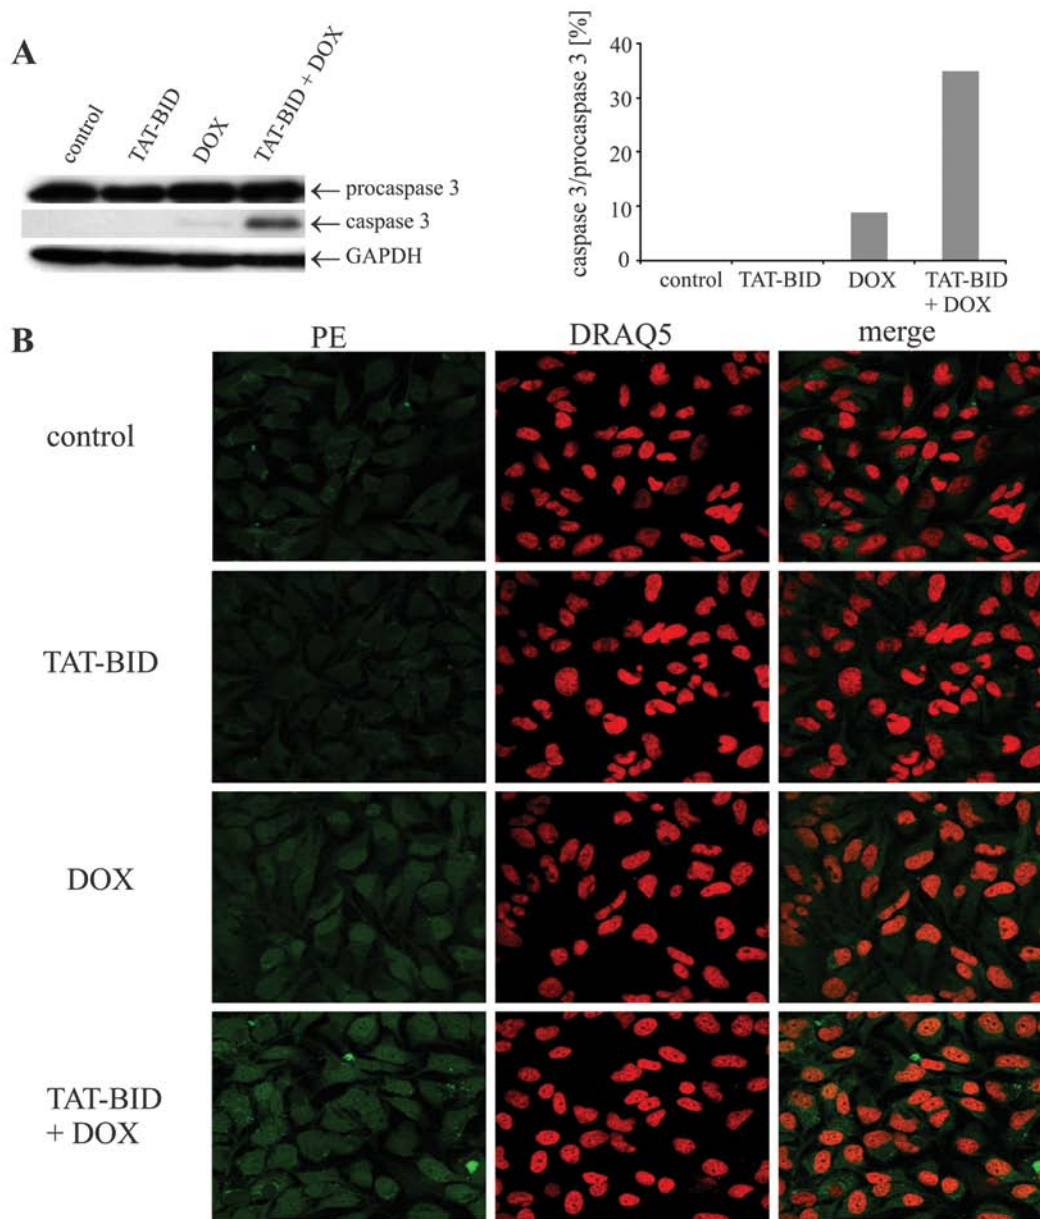 A
control
TAT-BID
DOX
TAT-BID + DOX
procaspase 3
caspase 3
GAPDH
caspase 3/procaspase 3 [%]
40
30
20
10
0
control
TAT-BID
DOX
TAT-BID
+ DOX
B
PE
DRAQ5
merge
control
TAT-BID
DOX
TAT-BID
+ DOX